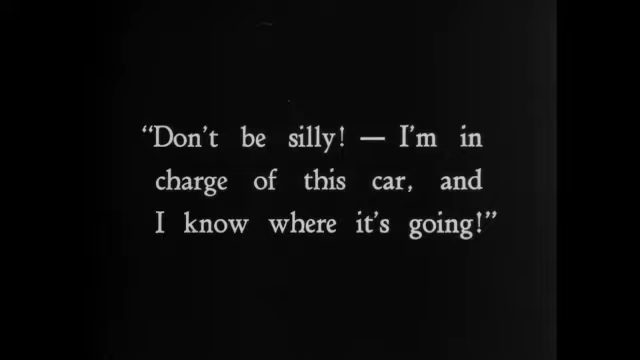 “Don't be silly! — I'm in
charge of this car, and
I know where it's going!”